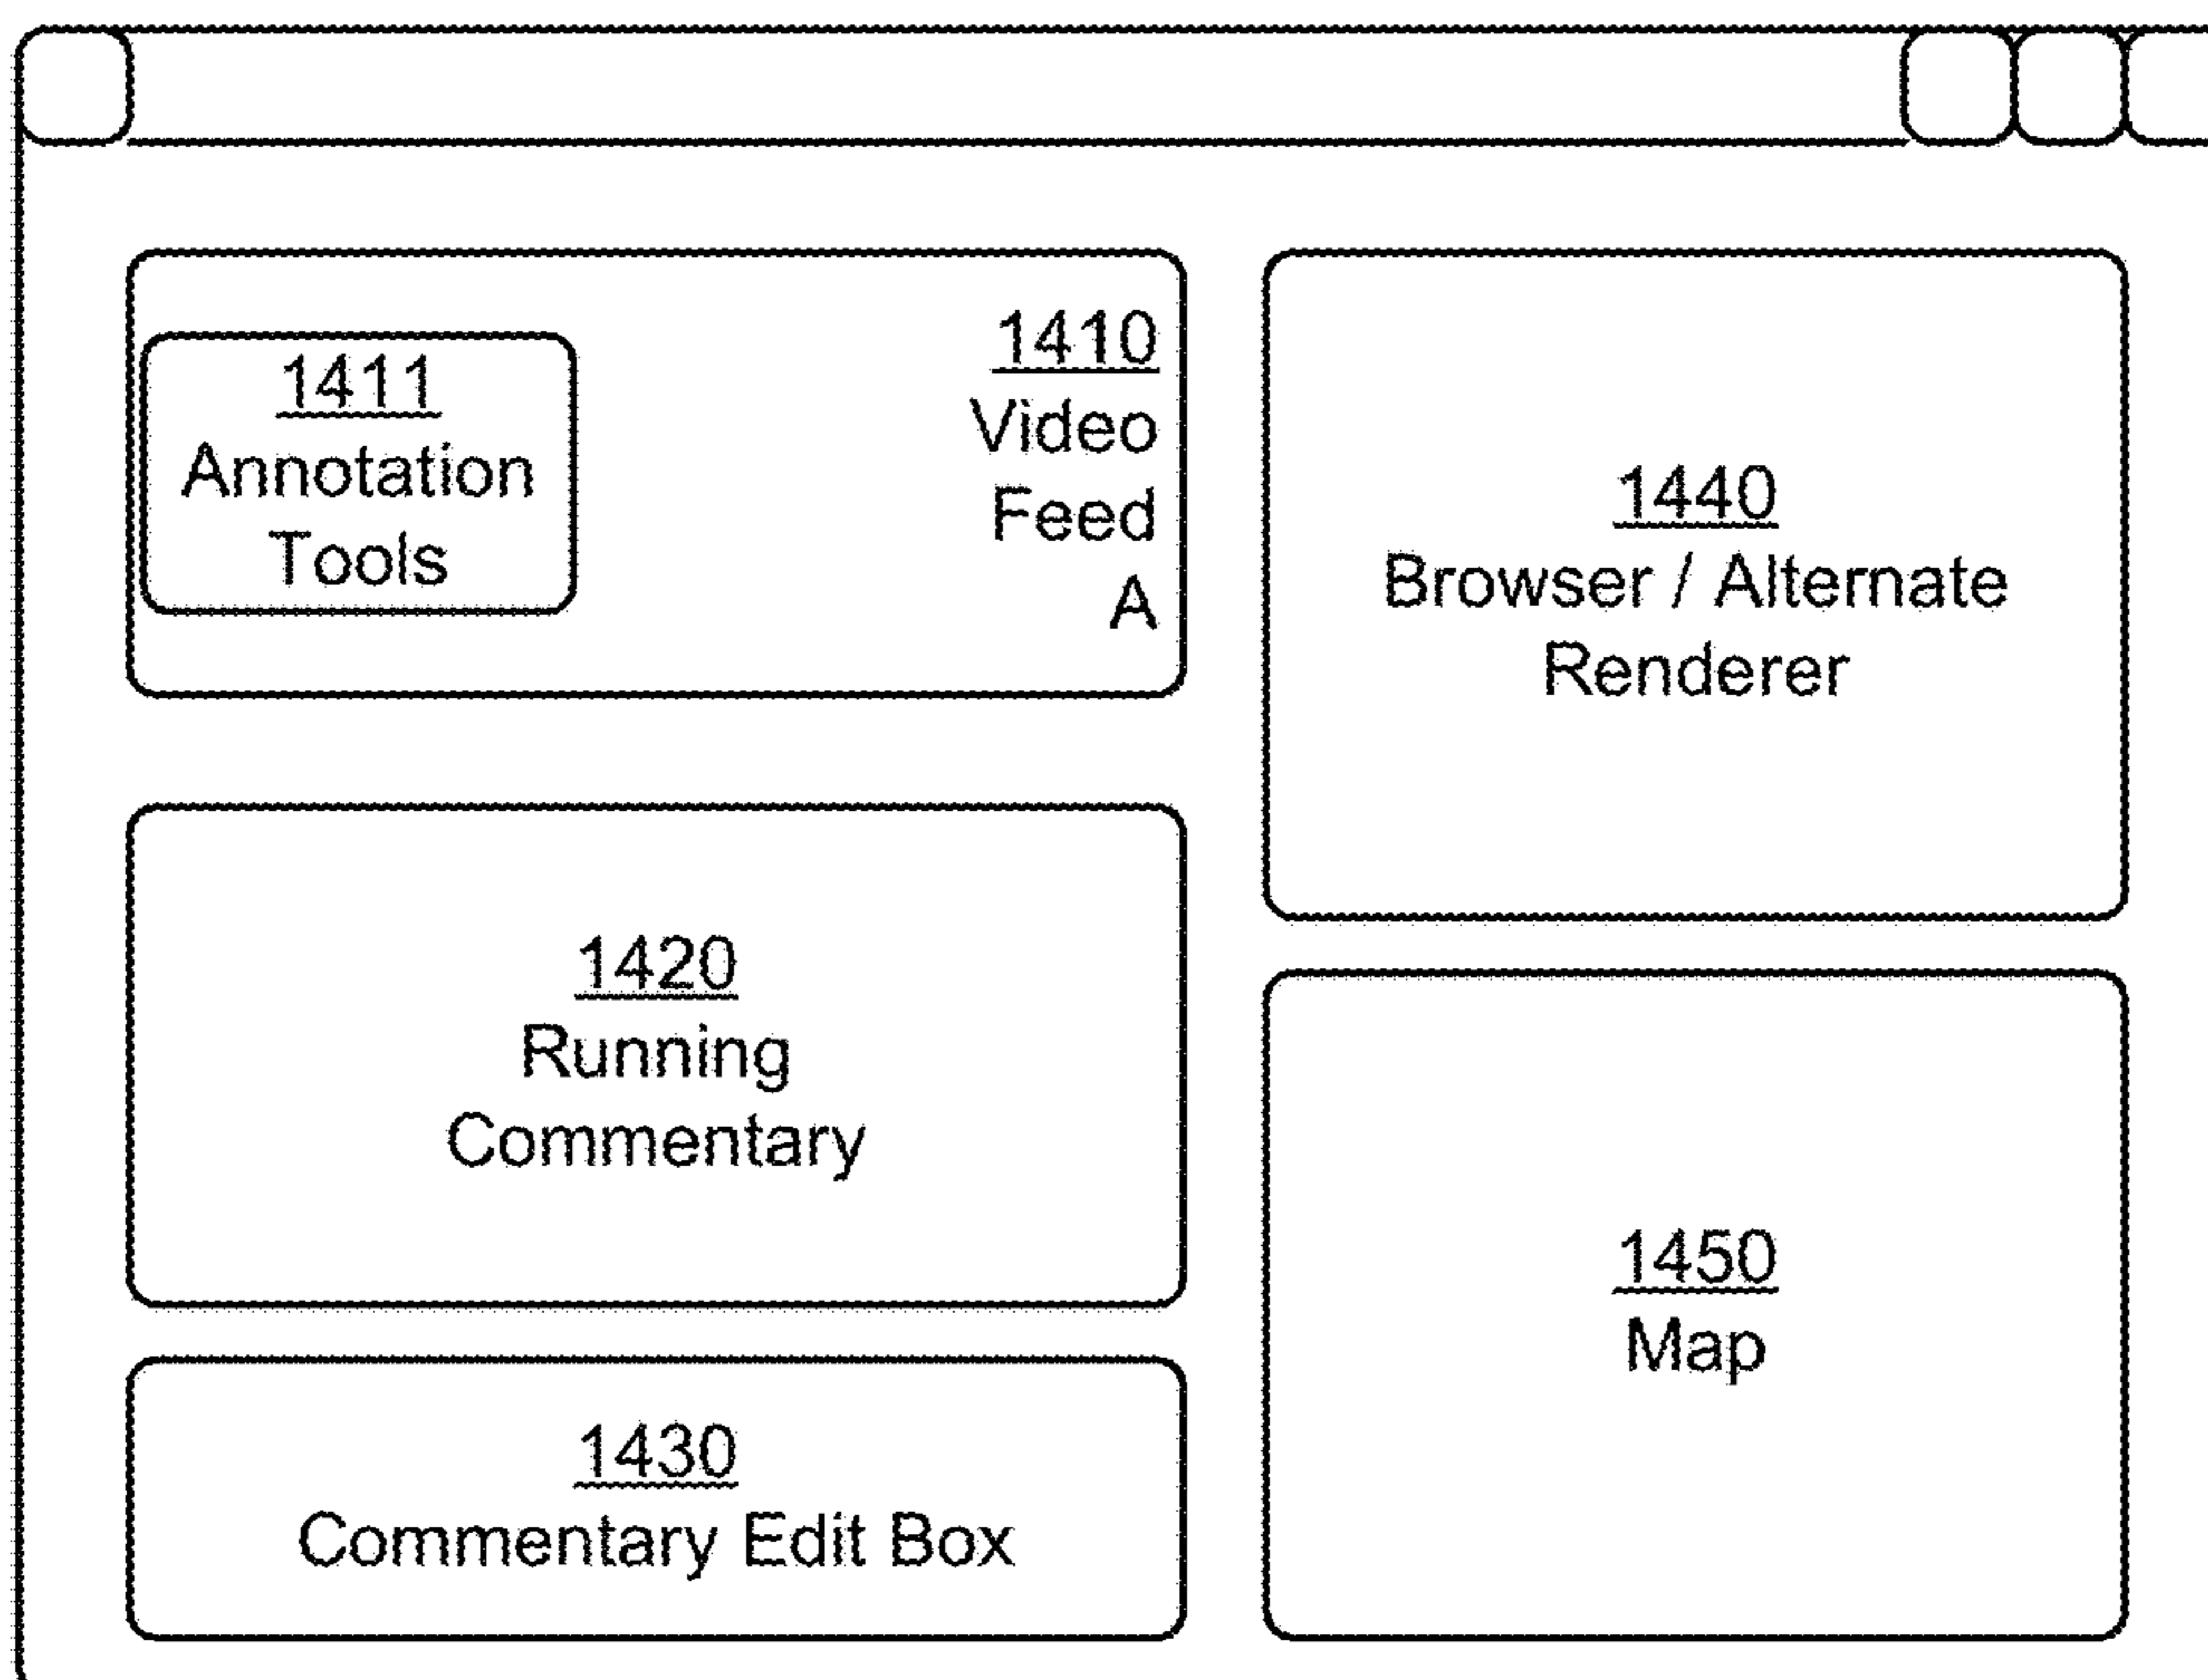 1411
Annotation
Tools
1410
Video
Feed
A
1420
Running
Commentary
1430
Commentary Edit Box
1440
Browser / Alternate
Renderer
1450
Map